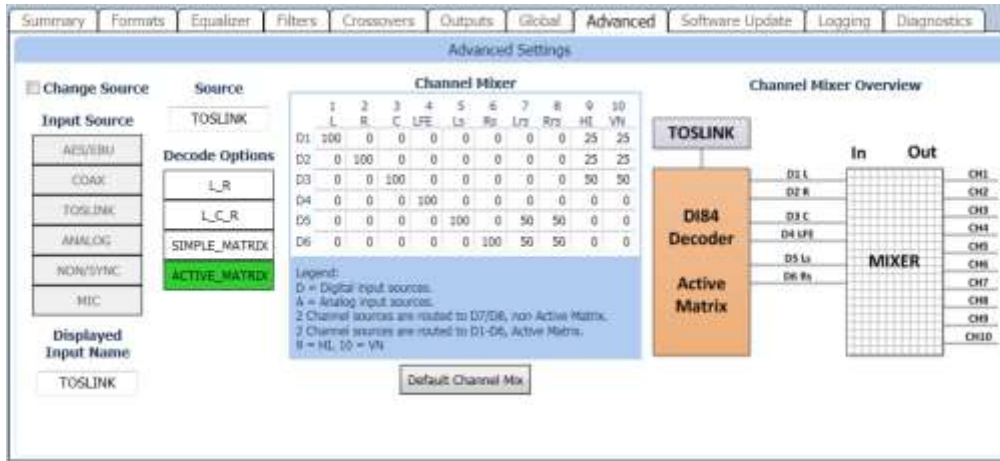 Summary Formats Equalizer Filters Crossovers Outputs Global Advanced Software Update Logging Diagnostics
Advanced Settings
Change Source
Input Source
AES/EBU
COAX
TOSLINK
ANALOG
NON/SYNC
MIC
Displayed Input Name
TOSLINK
Source
TOSLINK
Decode Options
L_R
L_C_R
SIMPLE_MATRIX
ACTIVE_MATRIX
Channel Mixer
1 2 3 4 5 6 7 8 9 10
L R C LFE Ls Rs Lrs Rrs HI VN
D1 100 0 0 0 0 0 0 0 25 25
D2 0 100 0 0 0 0 0 0 25 25
D3 0 0 100 0 0 0 0 0 50 50
D4 0 0 0 100 0 0 0 0 0 0
D5 0 0 0 0 100 0 50 50 0 0
D6 0 0 0 0 0 100 50 50 0 0
Legend:
D = Digital input sources.
A = Analog input sources.
2 Channel sources are routed to D7/D8, non Active Matrix.
2 Channel sources are routed to D1-D6, Active Matrix.
9 = HI, 10 = VN
Default Channel Mix
Channel Mixer Overview
TOSLINK
DI84 Decoder
Active Matrix
D1 L
D2 R
D3 C
D4 LFE
D5 Ls
D6 Rs
In Out
MIXER
CH1
CH2
CH3
CH4
CH5
CH6
CH7
CH8
CH9
CH10